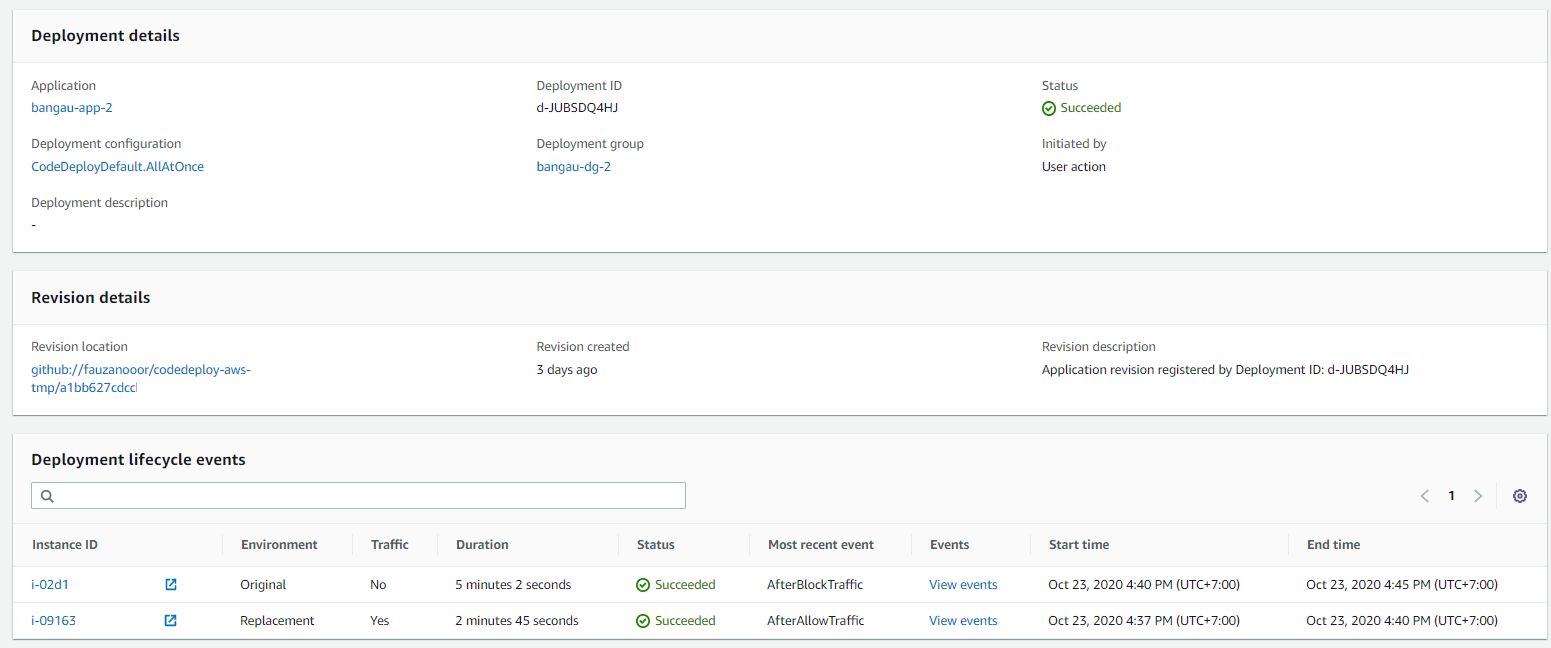 Deployment details
Application
Deployment ID
Status
bangau-app-2
d-JUBSDQ4HJ
Succeeded
Deployment configuration
Deployment group
Initiated by
CodeDeployDefault.AllAtOnce
bangau-dg-2
User action
Deployment description
-
Revision details
Revision location
Revision created
Revision description
github://fauzanooor/codedeploy-aws-
tmp/a1bb627cdcc
3 days ago
Application revision registered by Deployment ID: d-JUBSDQ4HJ
Deployment lifecycle events
1
Instance ID Environment Traffic Duration Status Most recent event Events Start time End time
i-02d1 Original No 5 minutes 2 seconds Succeeded AfterBlockTraffic View events Oct 23, 2020 4:40 PM (UTC+7:00) Oct 23, 2020 4:45 PM (UTC+7:00)
i-09163 Replacement Yes 2 minutes 45 seconds Succeeded AfterAllowTraffic View events Oct 23, 2020 4:37 PM (UTC+7:00) Oct 23, 2020 4:40 PM (UTC+7:00)